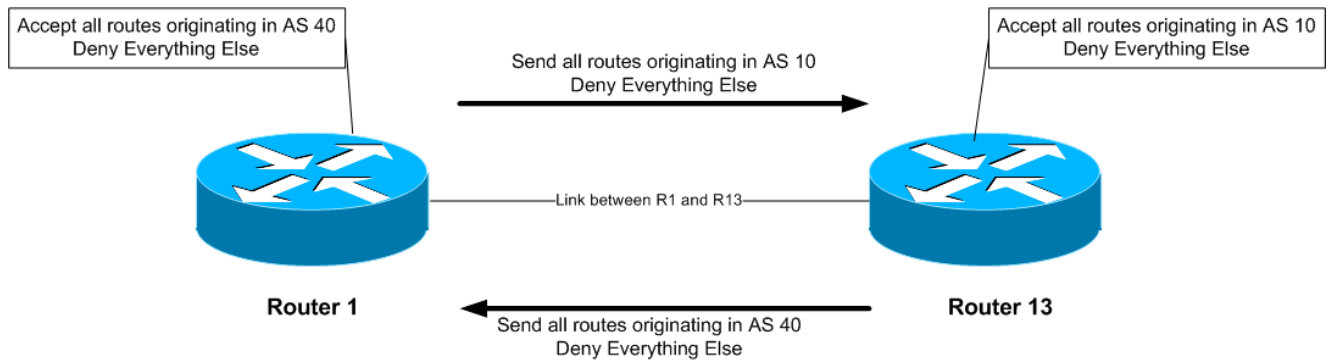 Accept all routes originating in AS 40
Deny Everything Else
Accept all routes originating in AS 10
Deny Everything Else
Send all routes originating in AS 10
Deny Everything Else
Link between R1 and R13
Router 1
Router 13
Send all routes originating in AS 40
Deny Everything Else